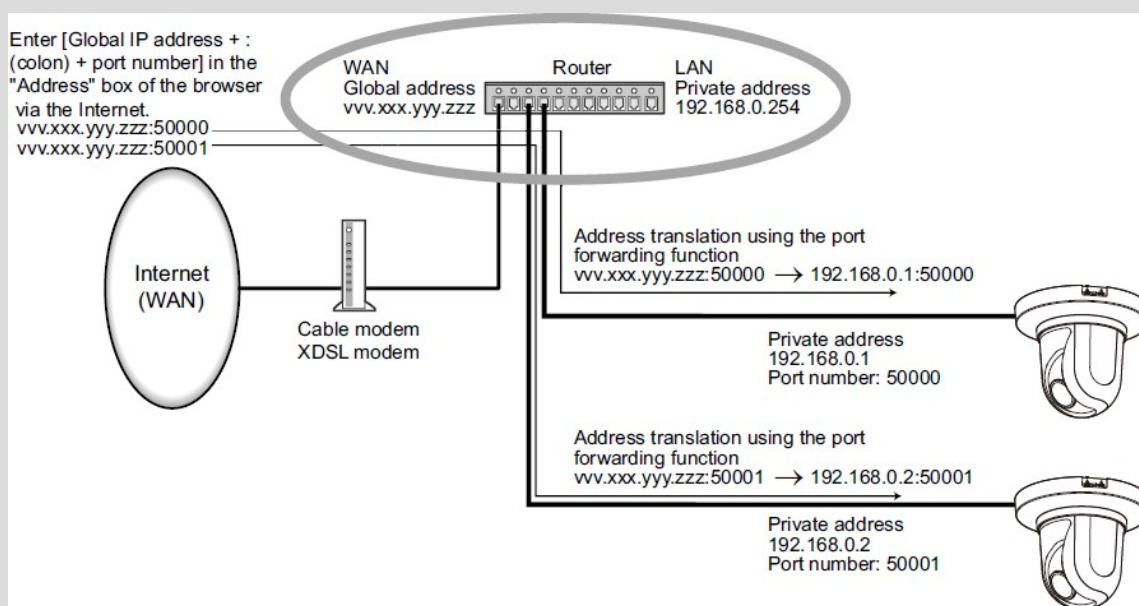 Enter [Global IP address + :
(colon) + port number] in the
"Address" box of the browser
via the Internet.
vvv.xxx.yyy.zzz:50000
vvv.xxx.yyy.zzz:50001
WAN
Global address
vvv.xxx.yyy.zzz
Router
LAN
Private address
192.168.0.254
Internet
(WAN)
Cable modem
XDSL modem
Address translation using the port
forwarding function
vvv.xxx.yyy.zzz:50000 → 192.168.0.1:50000
Private address
192.168.0.1
Port number: 50000
Address translation using the port
forwarding function
vvv.xxx.yyy.zzz:50001 → 192.168.0.2:50001
Private address
192.168.0.2
Port number: 50001